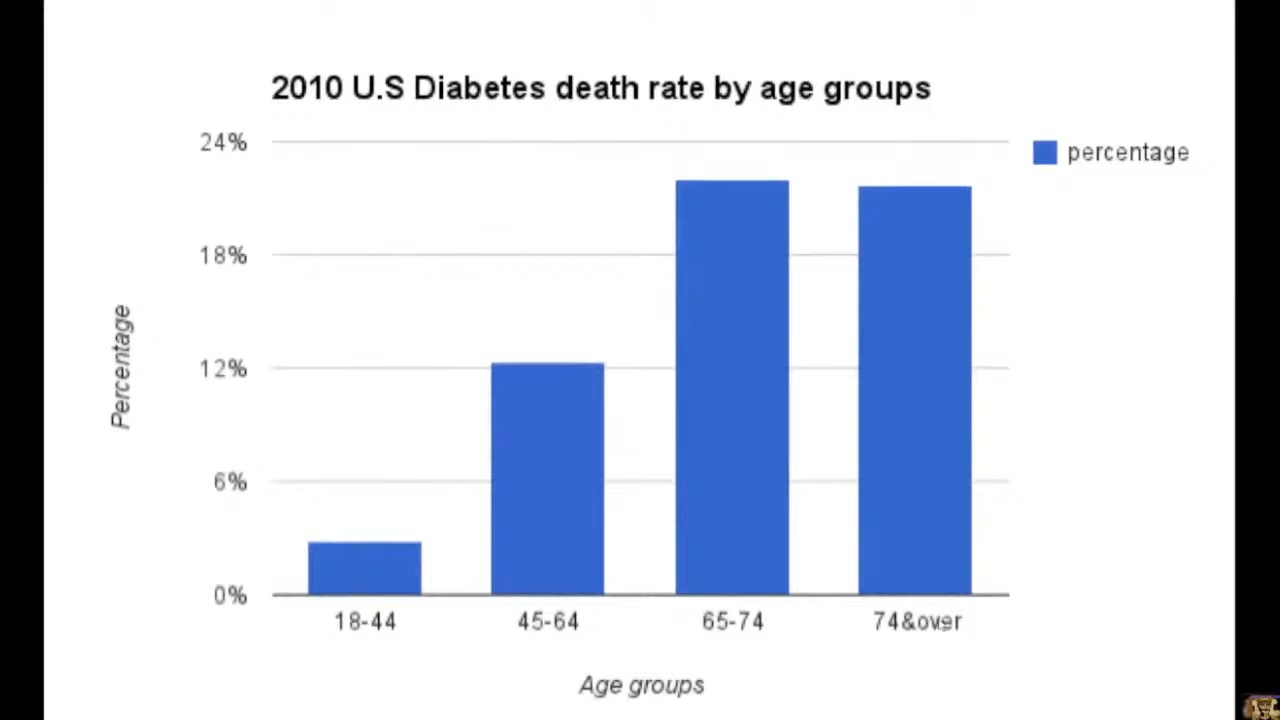 2010 U.S Diabetes death rate by age groups
24%
percentage
18%
12%
6%
0%
Percentage
18-44
45-64
65-74
74&over
Age groups